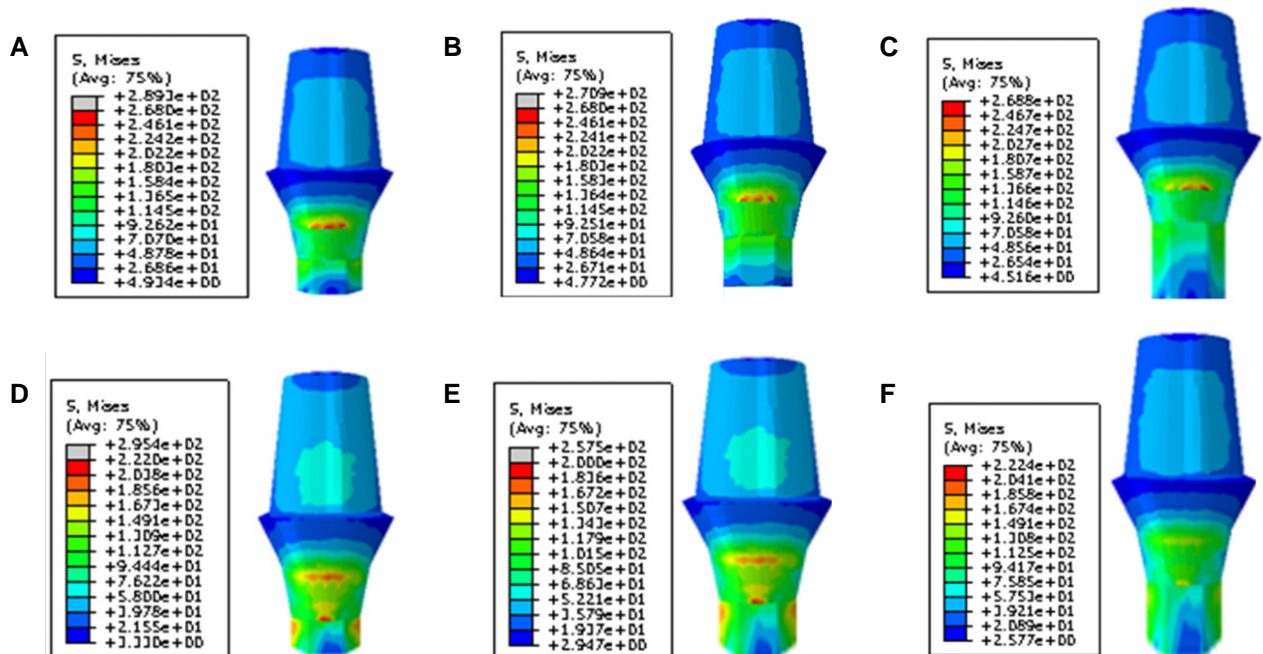 A
S, Mises
(Avg: 75%)
+2.893e+02
+2.680e+02
+2.461e+02
+2.242e+02
+2.022e+02
+1.803e+02
+1.584e+02
+1.365e+02
+1.145e+02
+9.262e+01
+7.070e+01
+4.878e+01
+2.686e+01
+4.934e+00
B
S, Mises
(Avg: 75%)
+2.709e+02
+2.680e+02
+2.461e+02
+2.241e+02
+2.022e+02
+1.803e+02
+1.583e+02
+1.364e+02
+1.145e+02
+9.251e+01
+7.058e+01
+4.864e+01
+2.671e+01
+4.772e+00
C
S, Mises
(Avg: 75%)
+2.688e+02
+2.467e+02
+2.247e+02
+2.027e+02
+1.807e+02
+1.587e+02
+1.366e+02
+1.146e+02
+9.260e+01
+7.058e+01
+4.856e+01
+2.654e+01
+4.516e+00
D
S, Mises
(Avg: 75%)
+2.954e+02
+2.220e+02
+2.038e+02
+1.856e+02
+1.673e+02
+1.491e+02
+1.309e+02
+1.127e+02
+9.444e+01
+7.622e+01
+5.800e+01
+3.978e+01
+2.155e+01
+3.330e+00
E
S, Mises
(Avg: 75%)
+2.575e+02
+2.000e+02
+1.836e+02
+1.672e+02
+1.507e+02
+1.343e+02
+1.179e+02
+1.015e+02
+8.505e+01
+6.863e+01
+5.221e+01
+3.579e+01
+1.937e+01
+2.947e+00
F
S, Mises
(Avg: 75%)
+2.224e+02
+2.041e+02
+1.858e+02
+1.674e+02
+1.491e+02
+1.308e+02
+1.125e+02
+9.417e+01
+7.585e+01
+5.753e+01
+3.921e+01
+2.089e+01
+2.577e+00